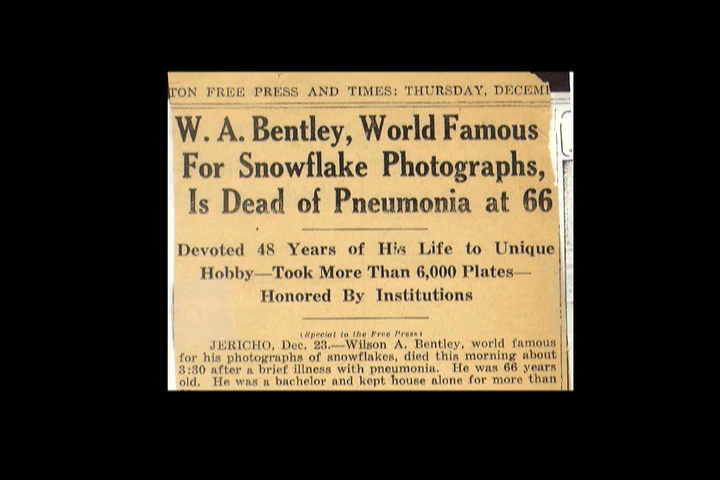 TON FREE PRESS AND TIMES: THURSDAY, DECEM
W. A. Bentley, World Famous
For Snowflake Photographs,
Is Dead of Pneumonia at 66
Devoted 48 Years of His Life to Unique
Hobby—Took More Than 6,000 Plates—
Honored By Institutions
(Special to the Free Press)
JERICHO, Dec. 23.—Wilson A. Bentley, world famous
for his photographs of snowflakes, died this morning about
3:30 after a brief illness with pneumonia. He was 66 years
old. He was a bachelor and kept house alone for more than